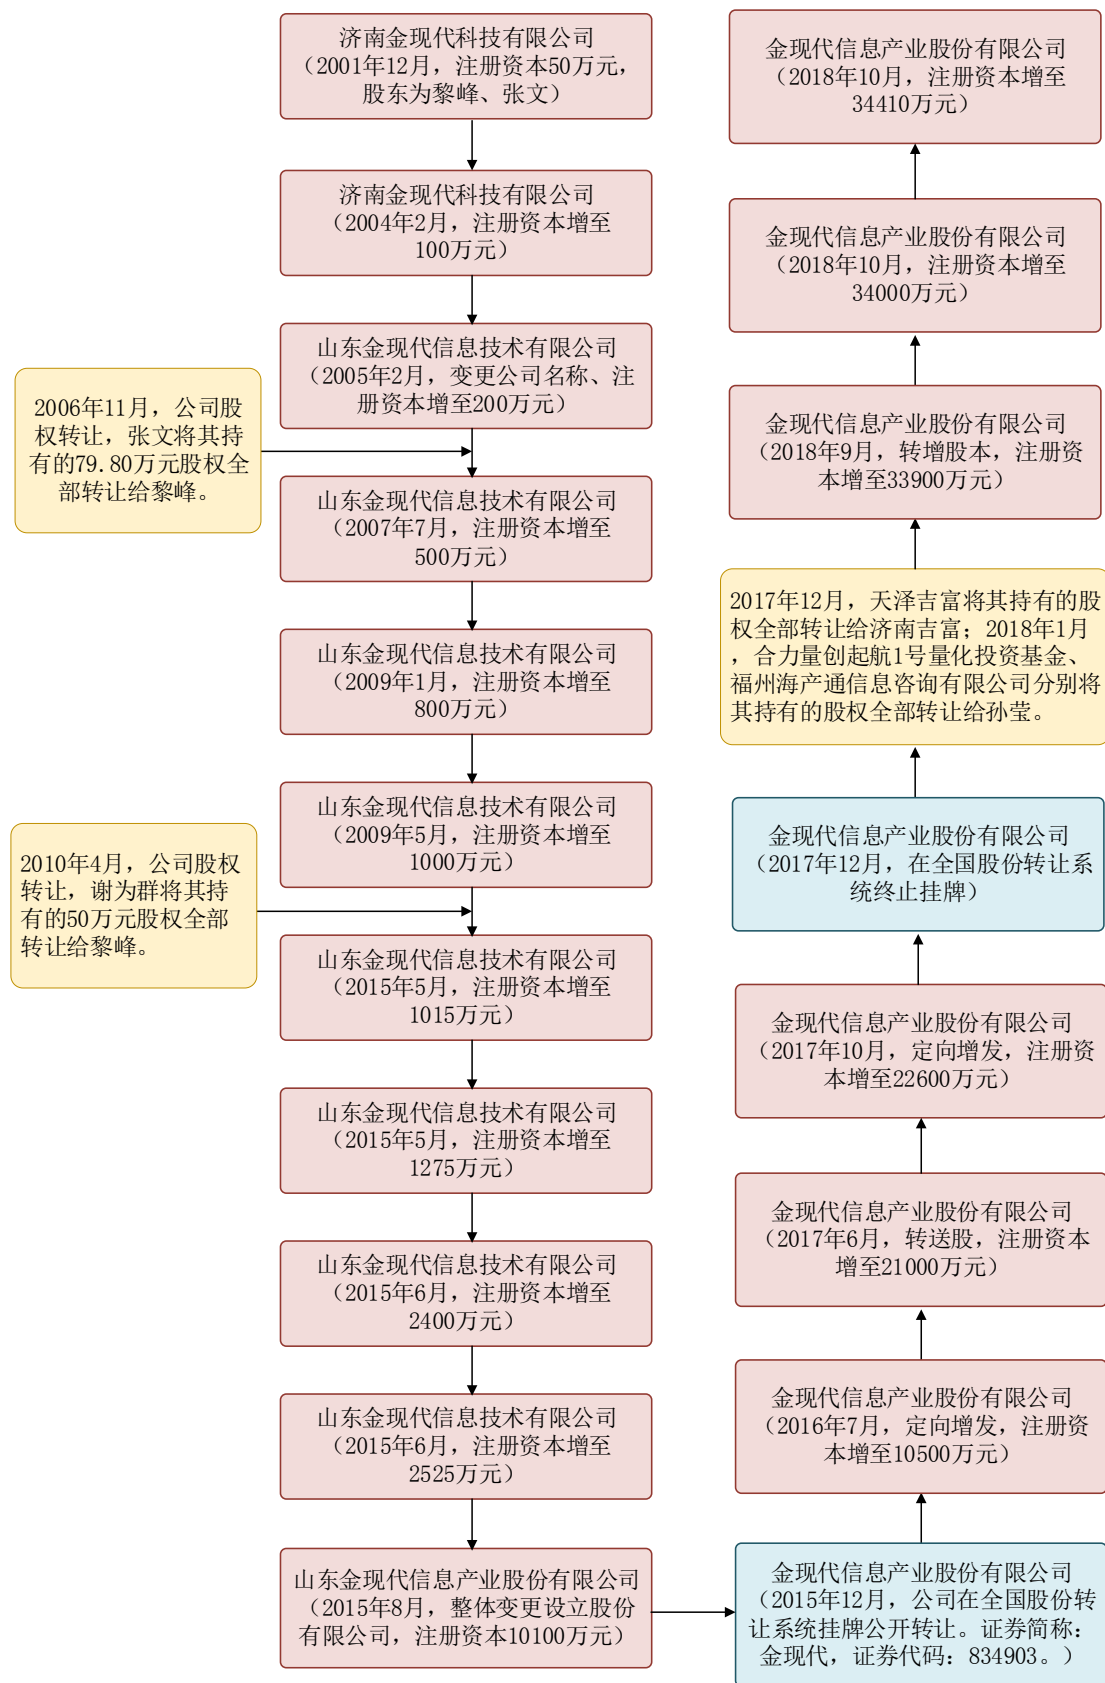 济南金现代科技有限公司
（2001年12月，注册资本50万元，
股东为黎峰、张文）
济南金现代科技有限公司
（2004年2月，注册资本增至
100万元）
山东金现代信息技术有限公司
（2005年2月，变更公司名称、注
册资本增至200万元）
2006年11月，公司股
权转让，张文将其持
有的79.80万元股权全
部转让给黎峰。
山东金现代信息技术有限公司
（2007年7月，注册资本增至
500万元）
山东金现代信息技术有限公司
（2009年1月，注册资本增至
800万元）
山东金现代信息技术有限公司
（2009年5月，注册资本增至
1000万元）
2010年4月，公司股权
转让，谢为群将其持
有的50万元股权全部
转让给黎峰。
山东金现代信息技术有限公司
（2015年5月，注册资本增至
1015万元）
山东金现代信息技术有限公司
（2015年5月，注册资本增至
1275万元）
山东金现代信息技术有限公司
（2015年6月，注册资本增至
2400万元）
山东金现代信息技术有限公司
（2015年6月，注册资本增至
2525万元）
山东金现代信息产业股份有限公司
（2015年8月，整体变更设立股份
有限公司，注册资本10100万元）
金现代信息产业股份有限公司
（2015年12月，公司在全国股份转
让系统挂牌公开转让。证券简称：
金现代，证券代码：834903。）
金现代信息产业股份有限公司
（2016年7月，定向增发，注册资
本增至10500万元）
金现代信息产业股份有限公司
（2017年6月，转送股，注册资本
增至21000万元）
金现代信息产业股份有限公司
（2017年10月，定向增发，注册资
本增至22600万元）
金现代信息产业股份有限公司
（2017年12月，在全国股份转让系
统终止挂牌）
2017年12月，天泽吉富将其持有的股
权全部转让给济南吉富；2018年1月
，合力量创起航1号量化投资基金、
福州海产通信息咨询有限公司分别将
其持有的股权全部转让给孙莹。
金现代信息产业股份有限公司
（2018年9月，转增股本，注册资
本增至33900万元）
金现代信息产业股份有限公司
（2018年10月，注册资本增至
34000万元）
金现代信息产业股份有限公司
（2018年10月，注册资本增至
34410万元）